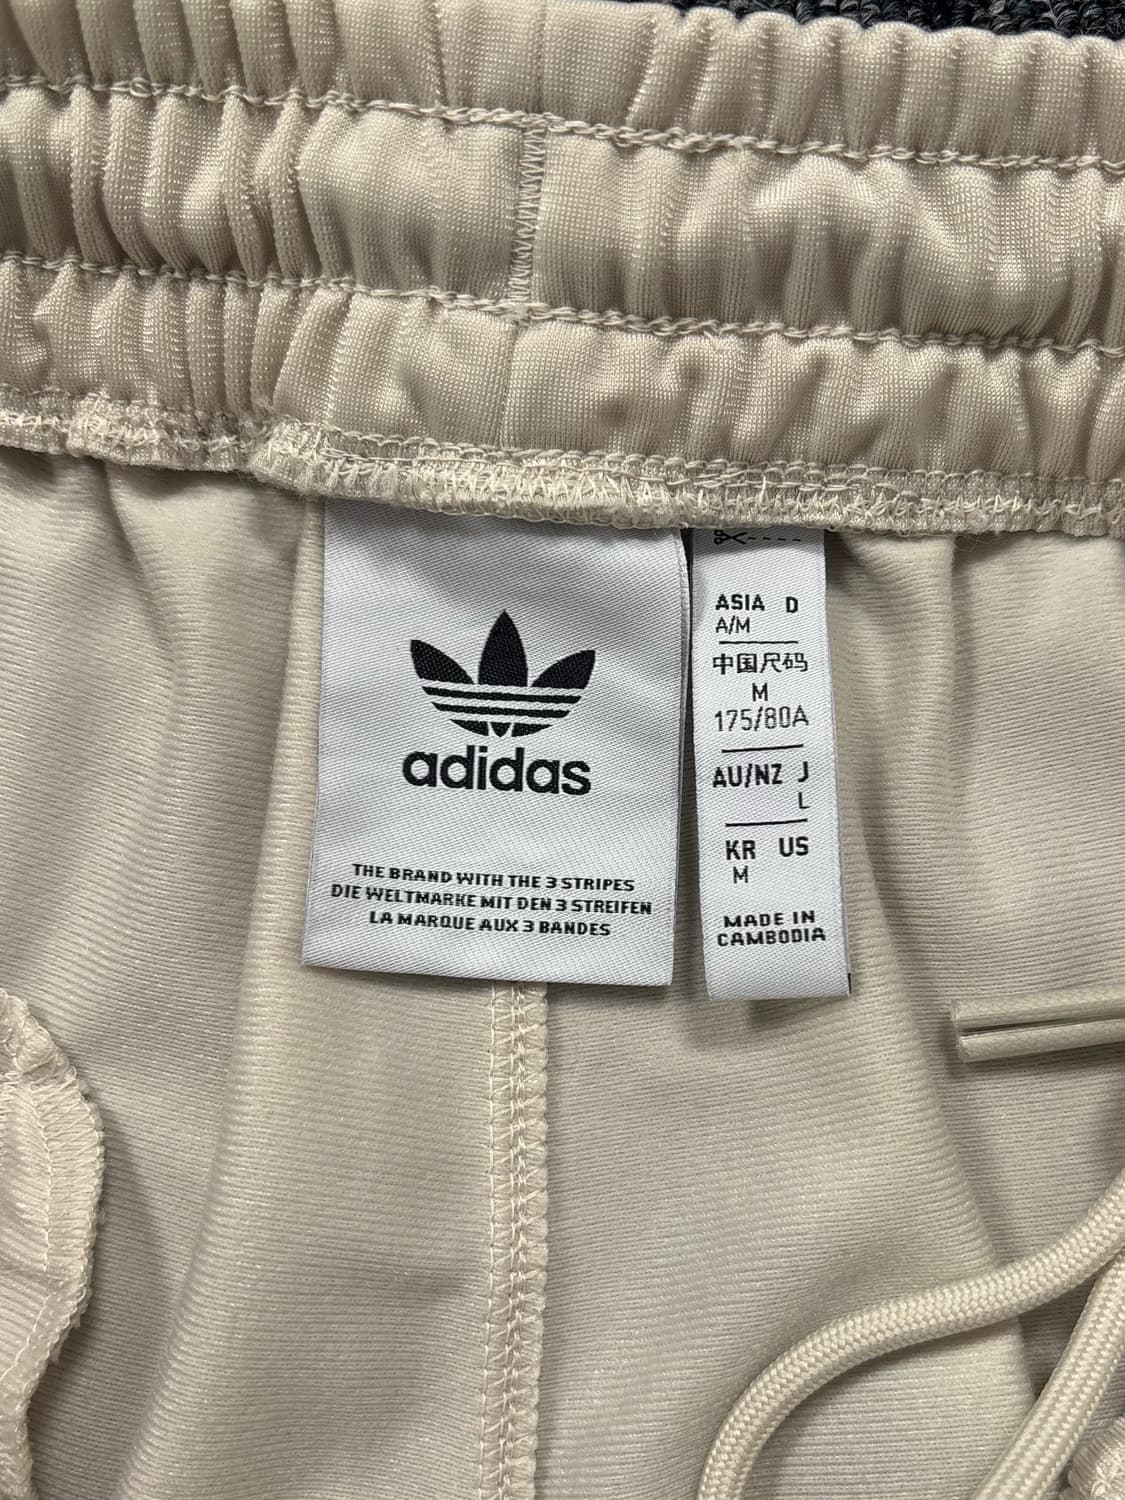 adidas
THE BRAND WITH THE 3 STRIPES
DIE WELTMARKE MIT DEN 3 STREIFEN
LA MARQUE AUX 3 BANDES
ASIA D
A/M
中国尺码
M
175/80A
AU/NZ J
L
KR US
M
MADE IN
CAMBODIA